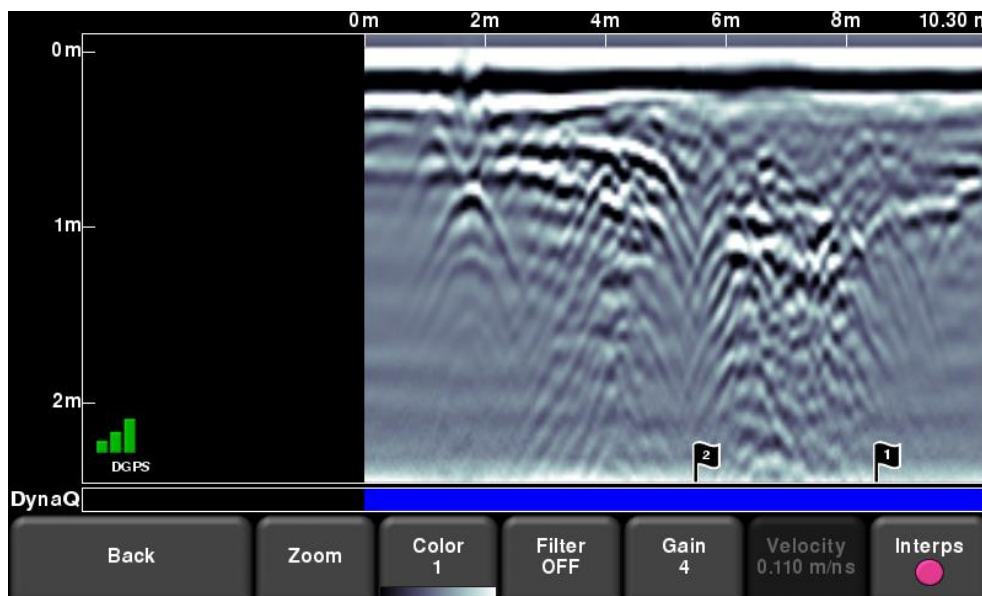 0m 2m 4m 6m 8m 10.30 m
0m
1m
2m
DGPS
2 1
DynaQ
Back Zoom Color 1 Filter OFF Gain 4 Velocity 0.110 m/ns Interps